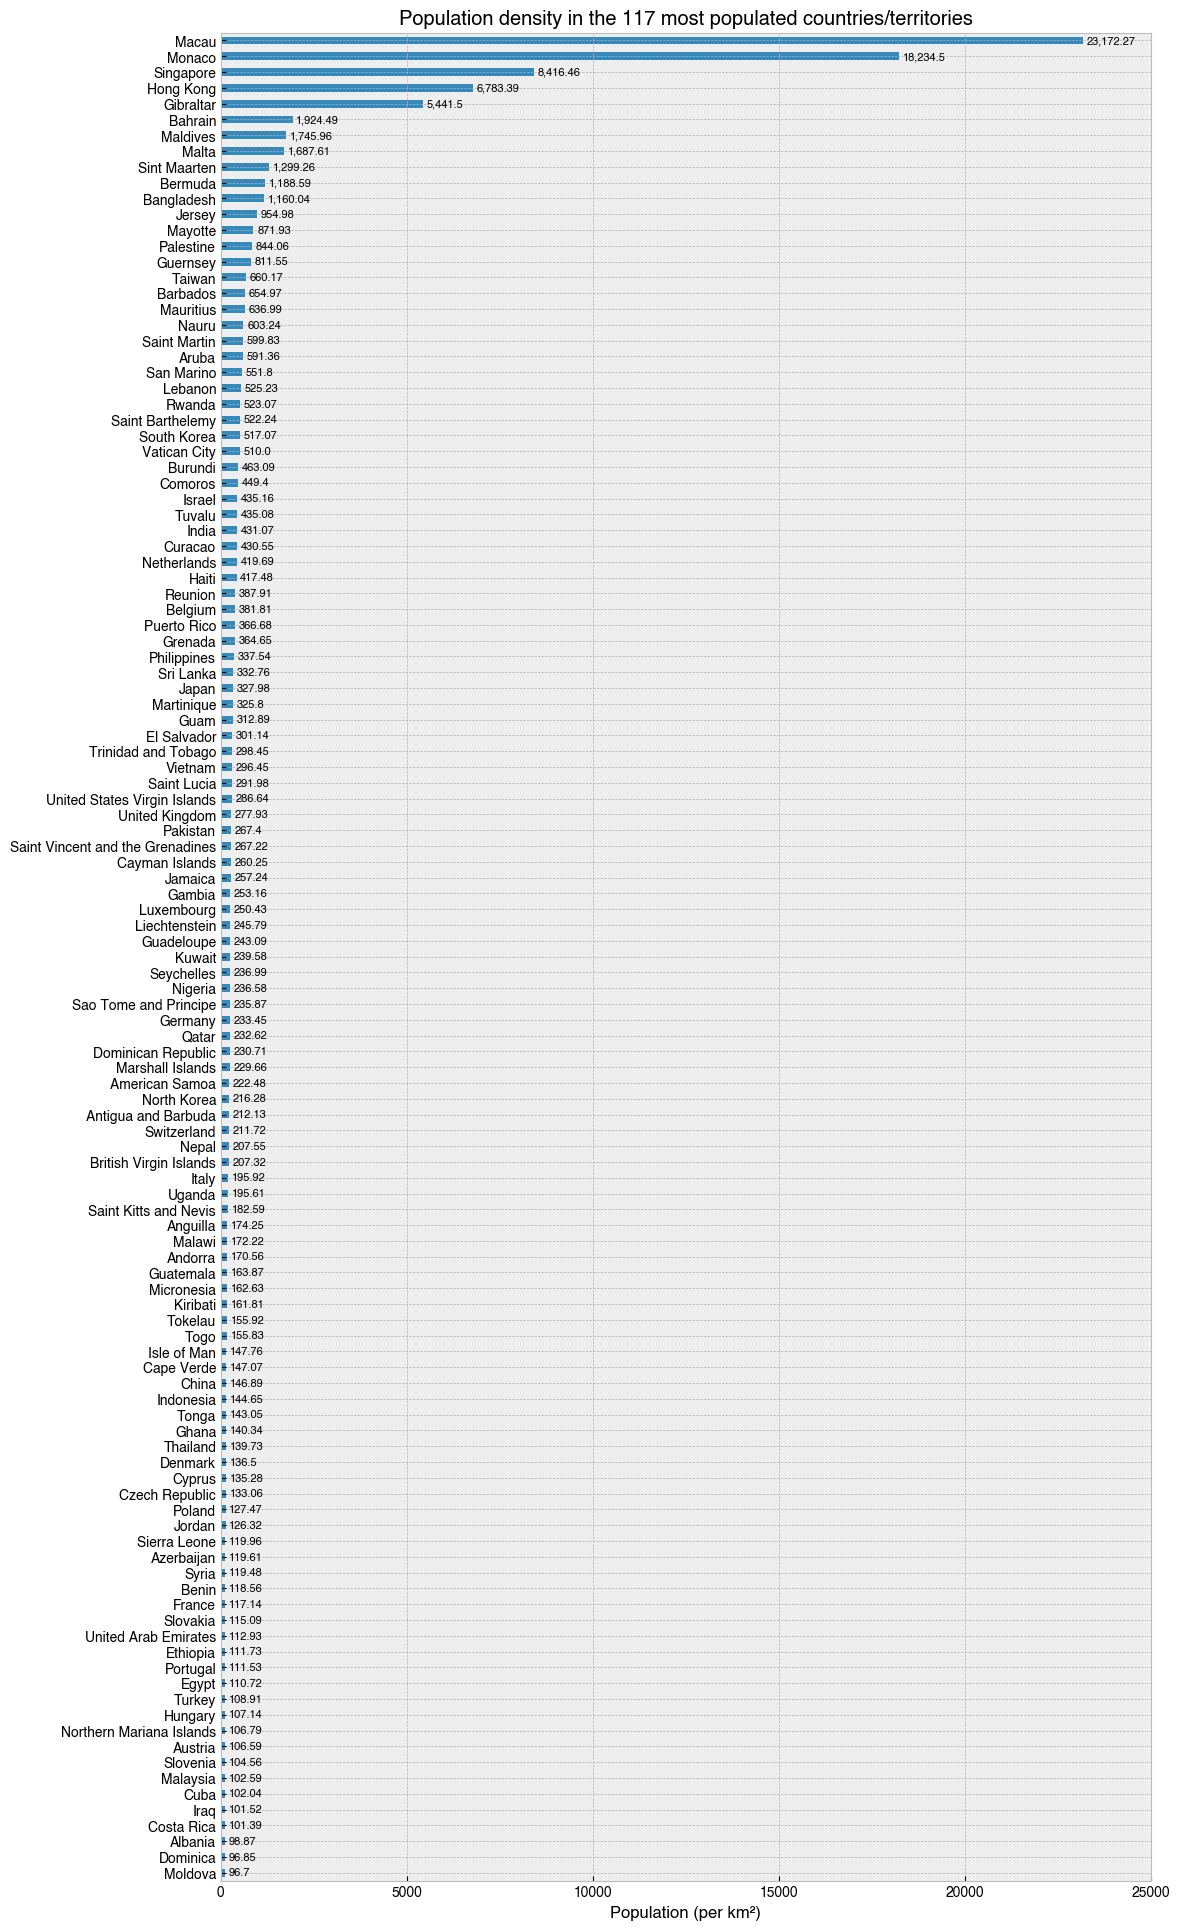 Population density in the 117 most populated countries/territories
Macau 23,172.27
Monaco 18,234.5
Singapore 8,416.46
Hong Kong 6,783.39
Gibraltar 5,441.5
Bahrain 1,924.49
Maldives 1,745.96
Malta 1,687.61
Sint Maarten 1,299.26
Bermuda 1,188.59
Bangladesh 1,160.04
Jersey 954.98
Mayotte 871.93
Palestine 844.06
Guernsey 811.55
Taiwan 660.17
Barbados 654.97
Mauritius 636.99
Nauru 603.24
Saint Martin 599.83
Aruba 591.36
San Marino 551.8
Lebanon 525.23
Rwanda 523.07
Saint Barthelemy 522.24
South Korea 517.07
Vatican City 510.0
Burundi 463.09
Comoros 449.4
Israel 435.16
Tuvalu 435.08
India 431.07
Curacao 430.55
Netherlands 419.69
Haiti 417.48
Reunion 387.91
Belgium 381.81
Puerto Rico 366.68
Grenada 364.65
Philippines 337.54
Sri Lanka 332.76
Japan 327.98
Martinique 325.8
Guam 312.89
El Salvador 301.14
Trinidad and Tobago 298.45
Vietnam 296.45
Saint Lucia 291.98
United States Virgin Islands 286.64
United Kingdom 277.93
Pakistan 267.4
Saint Vincent and the Grenadines 267.22
Cayman Islands 260.25
Jamaica 257.24
Gambia 253.16
Luxembourg 250.43
Liechtenstein 245.79
Guadeloupe 243.09
Kuwait 239.58
Seychelles 236.99
Nigeria 236.58
Sao Tome and Principe 235.87
Germany 233.45
Qatar 232.62
Dominican Republic 230.71
Marshall Islands 229.66
American Samoa 222.48
North Korea 216.28
Antigua and Barbuda 212.13
Switzerland 211.72
Nepal 207.55
British Virgin Islands 207.32
Italy 195.92
Uganda 195.61
Saint Kitts and Nevis 182.59
Anguilla 174.25
Malawi 172.22
Andorra 170.56
Guatemala 163.87
Micronesia 162.63
Kiribati 161.81
Tokelau 155.92
Togo 155.83
Isle of Man 147.76
Cape Verde 147.07
China 146.89
Indonesia 144.65
Tonga 143.05
Ghana 140.34
Thailand 139.73
Denmark 136.5
Cyprus 135.28
Czech Republic 133.06
Poland 127.47
Jordan 126.32
Sierra Leone 119.96
Azerbaijan 119.61
Syria 119.48
Benin 118.56
France 117.14
Slovakia 115.09
United Arab Emirates 112.93
Ethiopia 111.73
Portugal 111.53
Egypt 110.72
Turkey 108.91
Hungary 107.14
Northern Mariana Islands 106.79
Austria 106.59
Slovenia 104.56
Malaysia 102.59
Cuba 102.04
Iraq 101.52
Costa Rica 101.39
Albania 98.87
Dominica 96.85
Moldova 96.7
0 5000 10000 15000 20000 25000
Population (per km²)